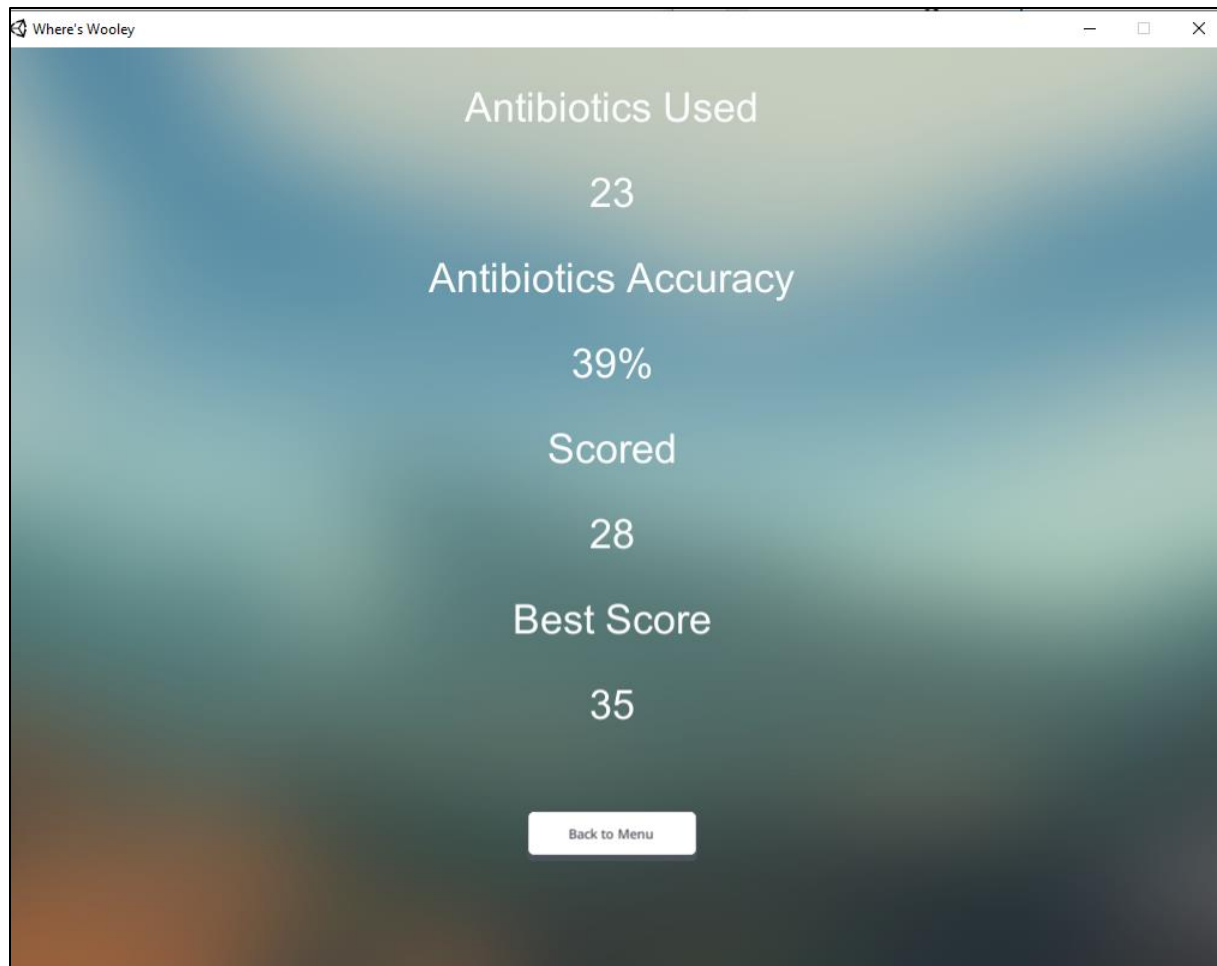 Where's Wooley
Antibiotics Used
23
Antibiotics Accuracy
39%
Scored
28
Best Score
35
Back to Menu